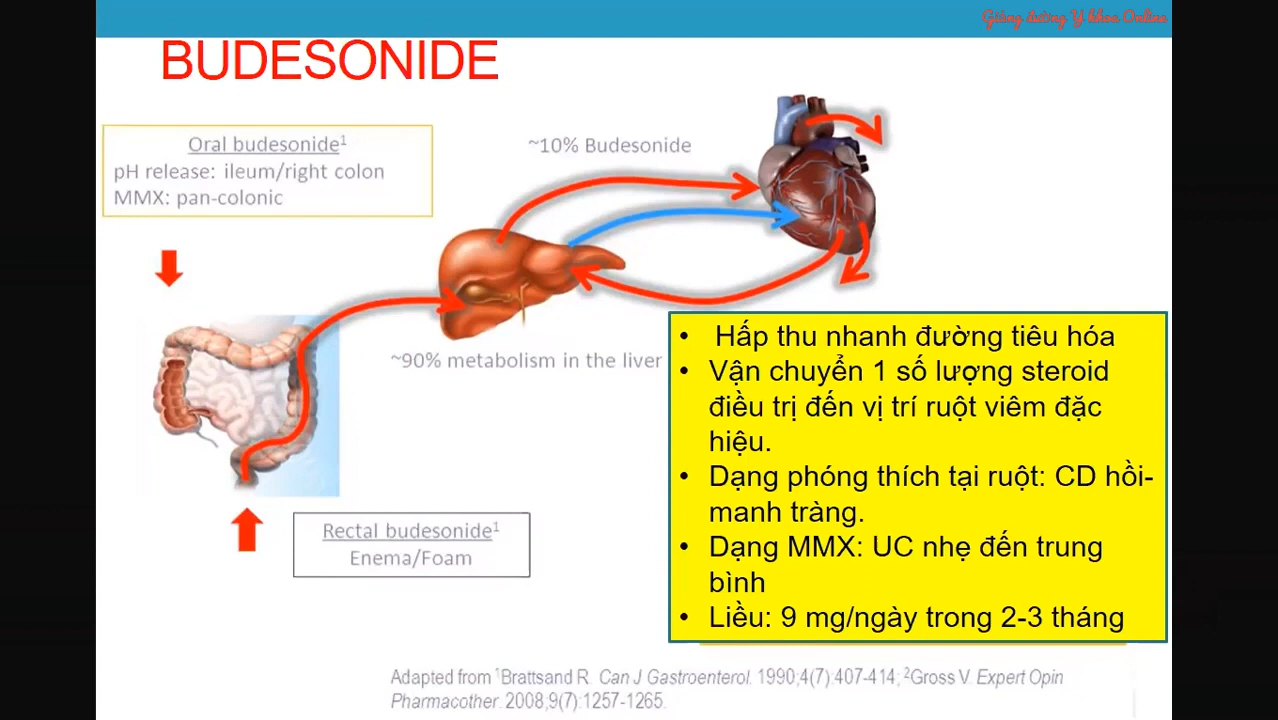 Giảng đường Y khoa Online
BUDESONIDE
Oral budesonide¹
pH release: ileum/right colon
MMX: pan-colonic
~10% Budesonide
~90% metabolism in the liver
Rectal budesonide¹
Enema/Foam
• Hấp thu nhanh đường tiêu hóa
• Vận chuyển 1 số lượng steroid
điều trị đến vị trí ruột viêm đặc
hiệu.
• Dạng phóng thích tại ruột: CD hồi-
manh tràng.
• Dạng MMX: UC nhẹ đến trung
bình
• Liều: 9 mg/ngày trong 2-3 tháng
Adapted from ¹Brattsand R. Can J Gastroenterol. 1990;4(7):407-414; ²Gross V. Expert Opin
Pharmacother. 2008;9(7):1257-1265.